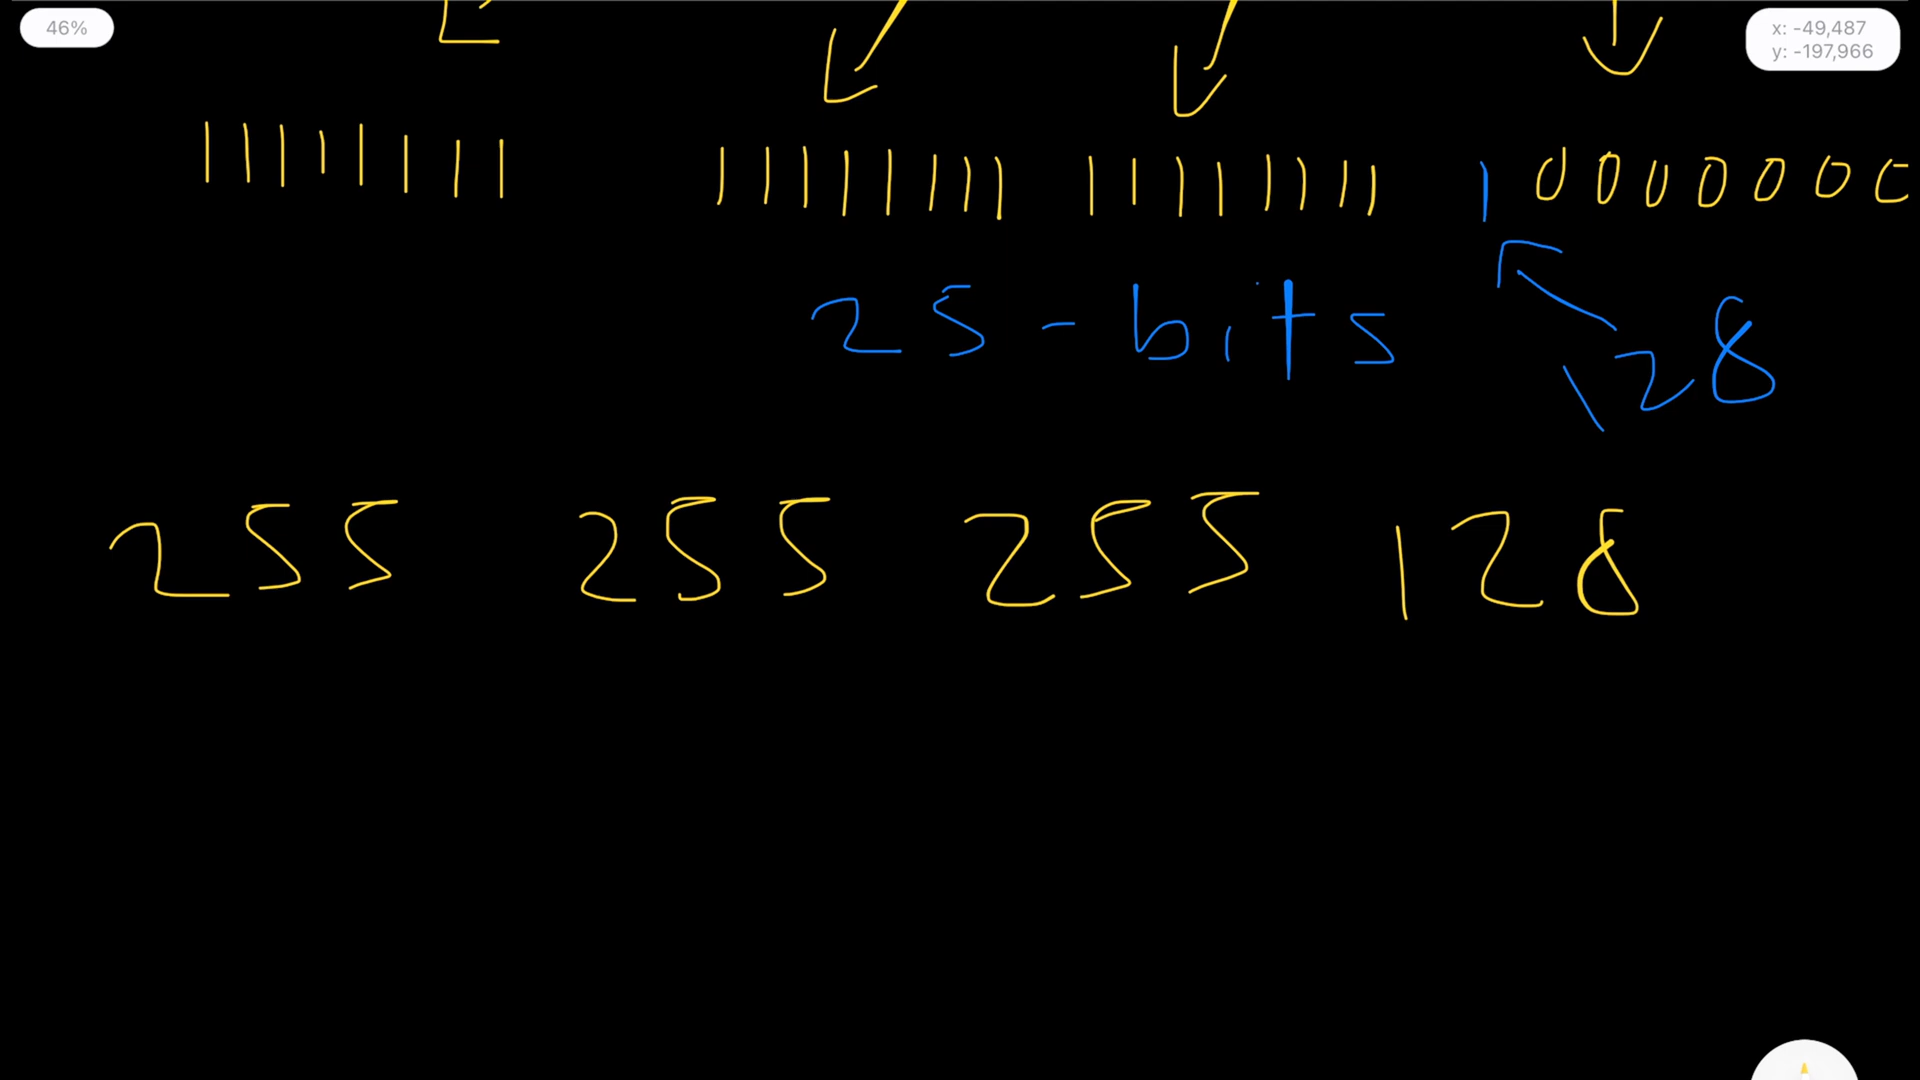 46%
x: -49,487
y: -197,966
11111111 11111111 11111111 10000000
25-bits
128
255 255 255 128